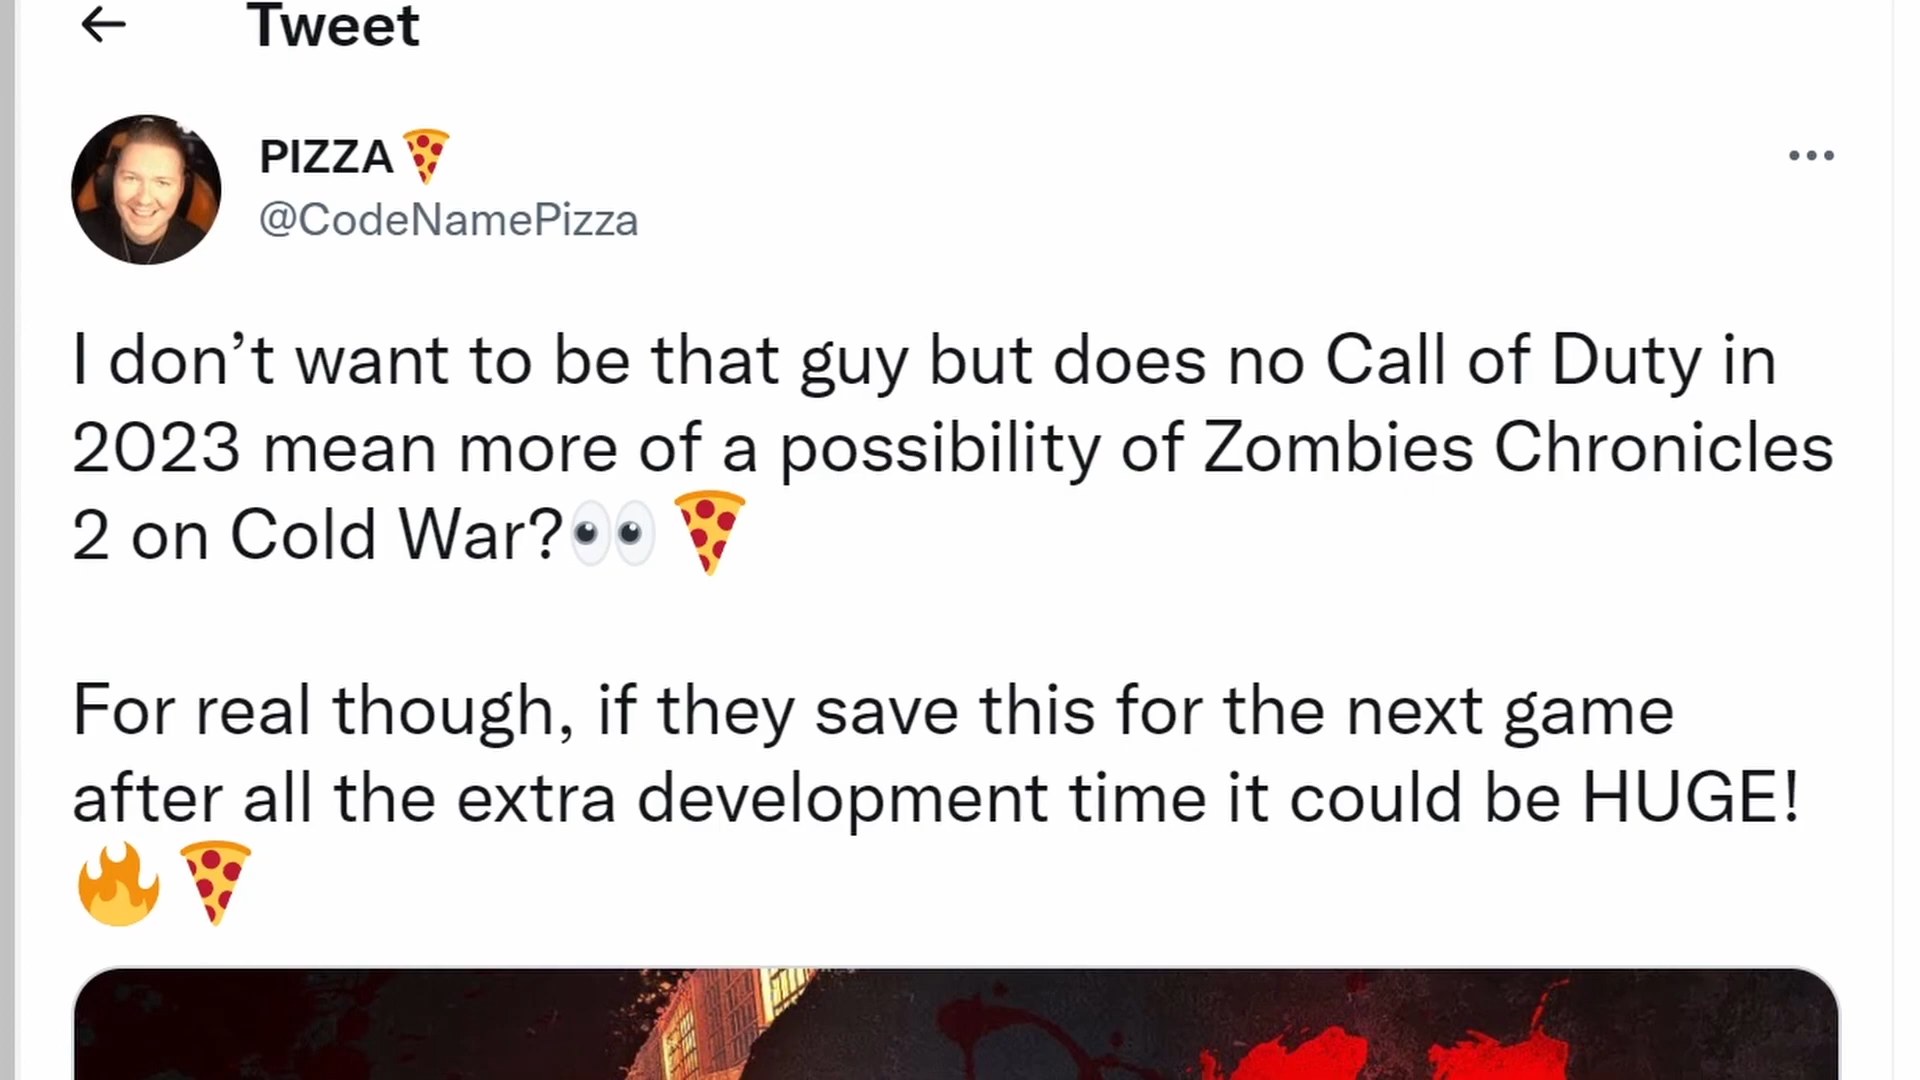 Tweet
PIZZA🍕
@CodeNamePizza
I don’t want to be that guy but does no Call of Duty in
2023 mean more of a possibility of Zombies Chronicles
2 on Cold War?👀🍕
For real though, if they save this for the next game
after all the extra development time it could be HUGE!
🔥🍕